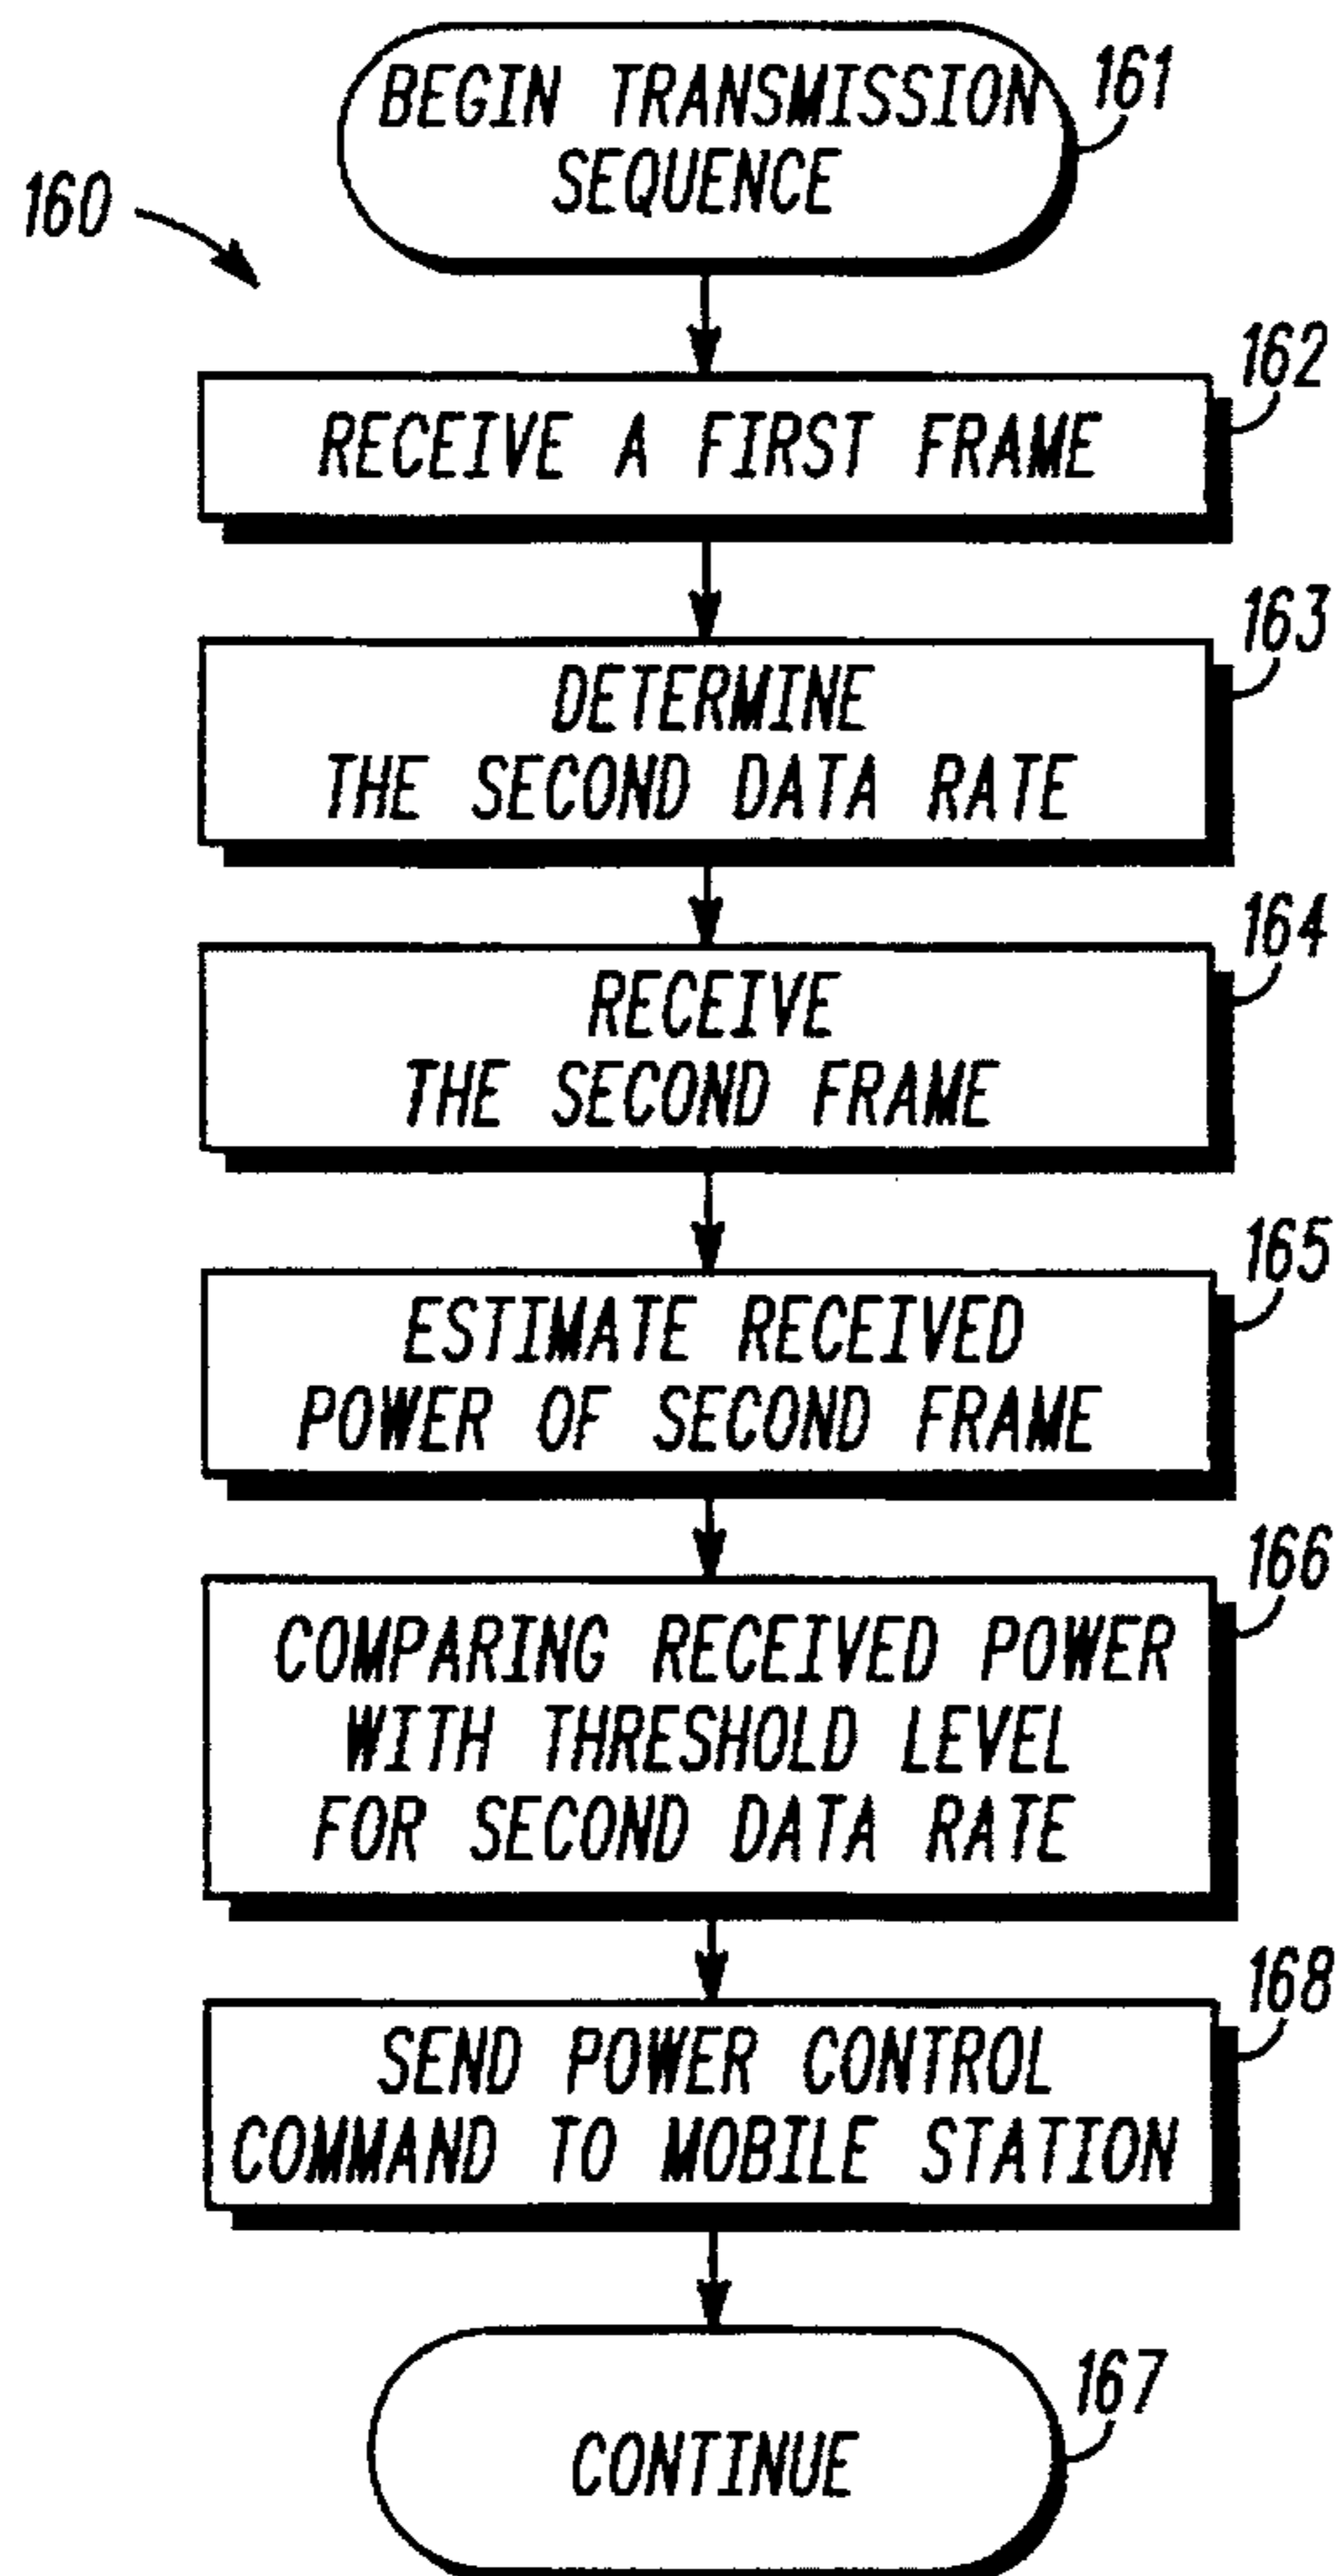 BEGIN TRANSMISSION
SEQUENCE
161
160
162
RECEIVE A FIRST FRAME
163
DETERMINE
THE SECOND DATA RATE
164
RECEIVE
THE SECOND FRAME
165
ESTIMATE RECEIVED
POWER OF SECOND FRAME
166
COMPARING RECEIVED POWER
WITH THRESHOLD LEVEL
FOR SECOND DATA RATE
168
SEND POWER CONTROL
COMMAND TO MOBILE STATION
167
CONTINUE